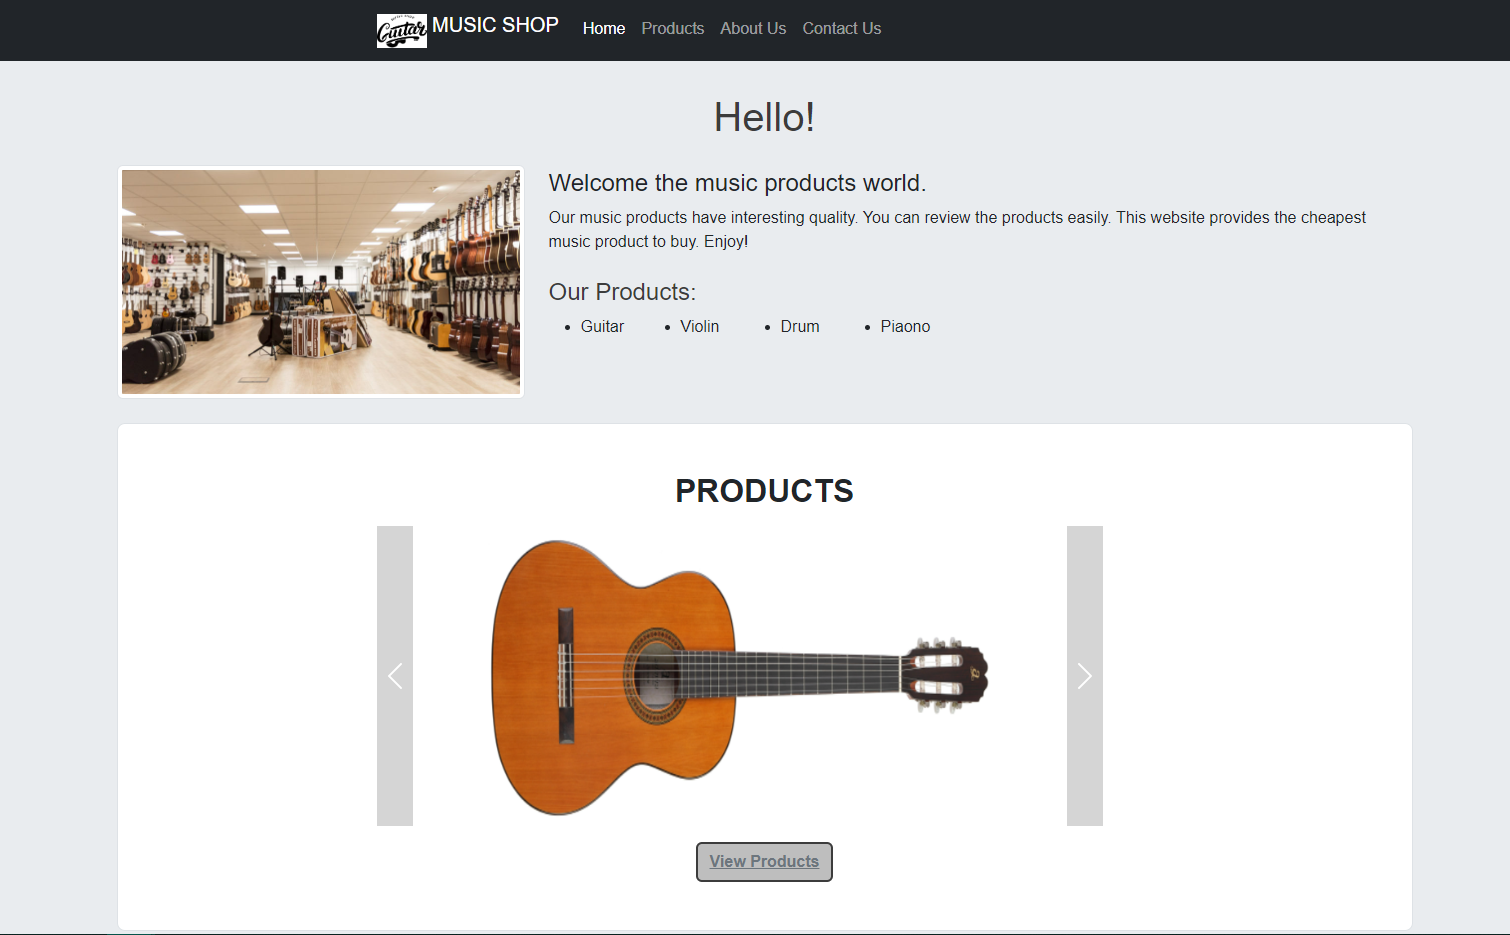 Guitar MUSIC SHOP Home Products About Us Contact Us
Hello!
Welcome the music products world.
Our music products have interesting quality. You can review the products easily. This website provides the cheapest
music product to buy. Enjoy!
Our Products:
• Guitar • Violin • Drum • Piaono
PRODUCTS
View Products